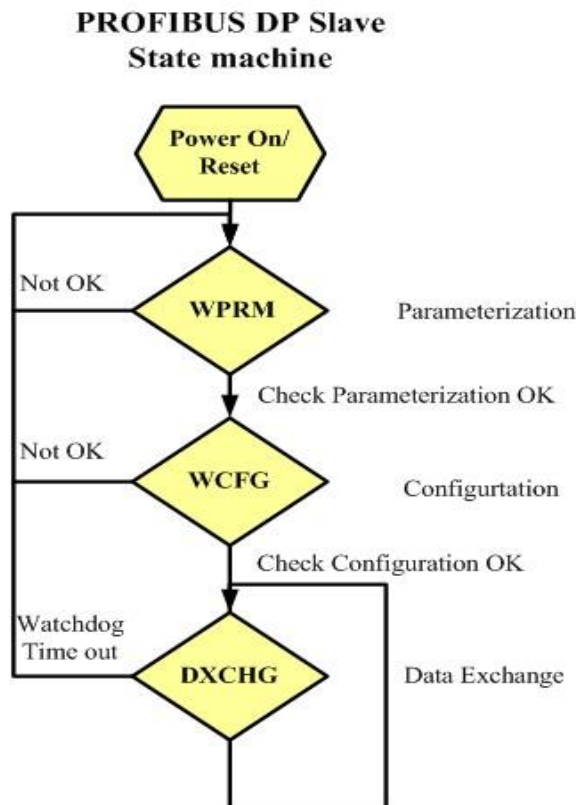 PROFIBUS DP Slave
State machine
Power On/
Reset
Not OK
WPRM
Parameterization
Check Parameterization OK
Not OK
WCFG
Configurtation
Check Configuration OK
Watchdog
Time out
DXCHG
Data Exchange